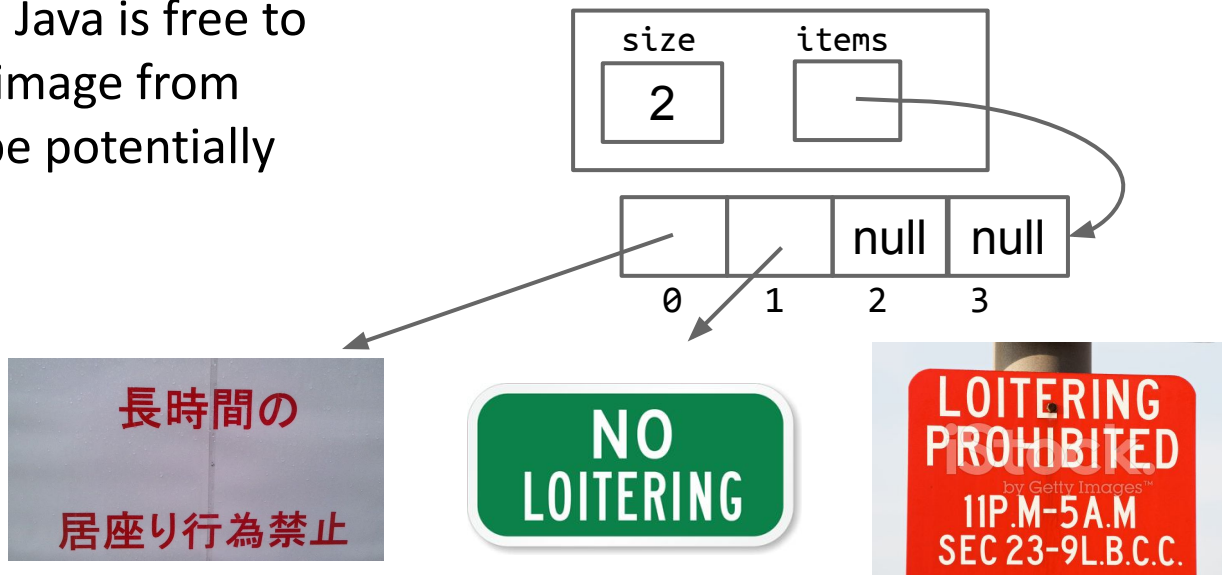 Java is free to
image from
be potentially
size items
2
null null
0 1 2 3
長時間の
居座り行為禁止
NO
LOITERING
LOITERING
PROHIBITED
iStock.
by Getty Images™
11P.M-5A.M
SEC 23-9L.B.C.C.